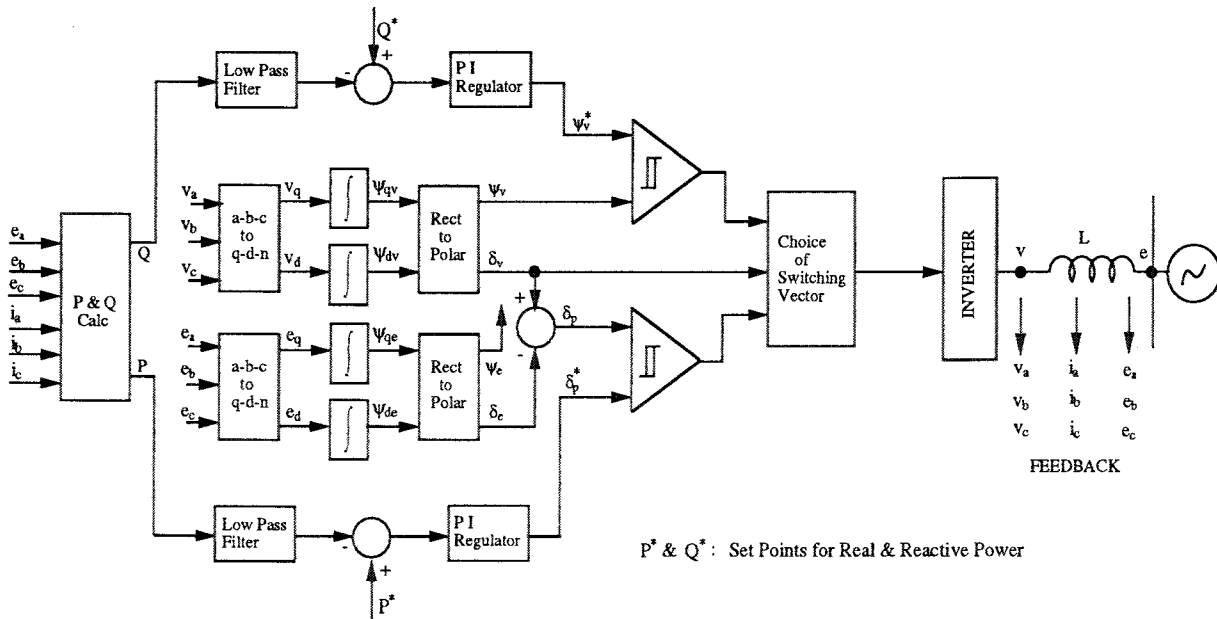 Q*
+
-
Low Pass
Filter
P I
Regulator
ψv*
va
vb
vc
a-b-c
to
q-d-n
vq
vd
∫
∫
ψqv
ψdv
Rect
to
Polar
ψv
δv
ea
eb
ec
ia
ib
ic
P & Q
Calc
Q
P
ea
eb
ec
a-b-c
to
q-d-n
eq
ed
∫
∫
ψqe
ψde
Rect
to
Polar
ψe
δe
+
-
δp
δp*
Choice
of
Switching
Vector
INVERTER
v
L
e
va
vb
vc
ia
ib
ic
ea
eb
ec
FEEDBACK
Low Pass
Filter
-
+
P*
P I
Regulator
P* & Q* : Set Points for Real & Reactive Power